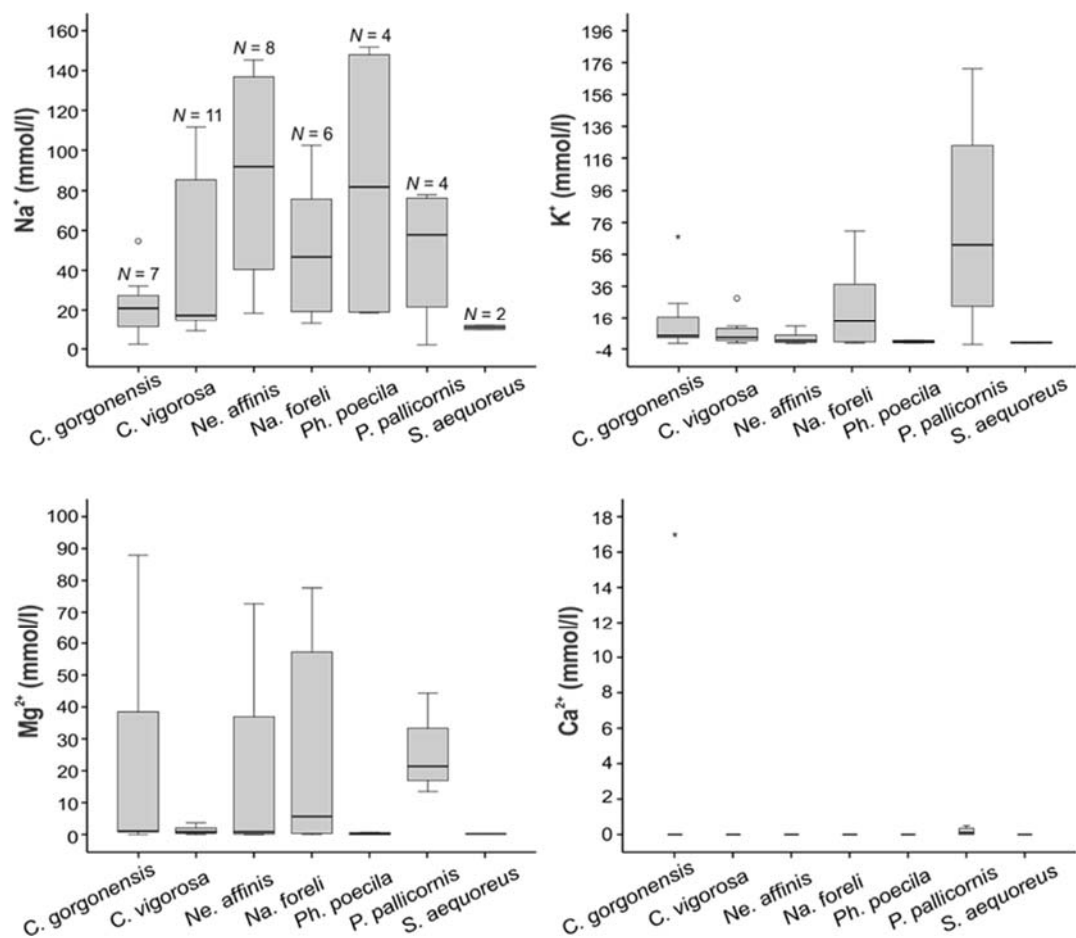 160
140
120
100
80
60
40
20
0
Na⁺ (mmol/l)
N = 7
N = 11
N = 8
N = 6
N = 4
N = 4
N = 2
C. gorgonensis
C. vigorosa
Ne. affinis
Na. foreli
Ph. poecila
P. pallicornis
S. aequoreus
196
176
156
136
116
96
76
56
36
16
-4
K⁺ (mmol/l)
C. gorgonensis
C. vigorosa
Ne. affinis
Na. foreli
Ph. poecila
P. pallicornis
S. aequoreus
100
90
80
70
60
50
40
30
20
10
0
Mg²⁺ (mmol/l)
C. gorgonensis
C. vigorosa
Ne. affinis
Na. foreli
Ph. poecila
P. pallicornis
S. aequoreus
18
16
14
12
10
8
6
4
2
0
Ca²⁺ (mmol/l)
C. gorgonensis
C. vigorosa
Ne. affinis
Na. foreli
Ph. poecila
P. pallicornis
S. aequoreus